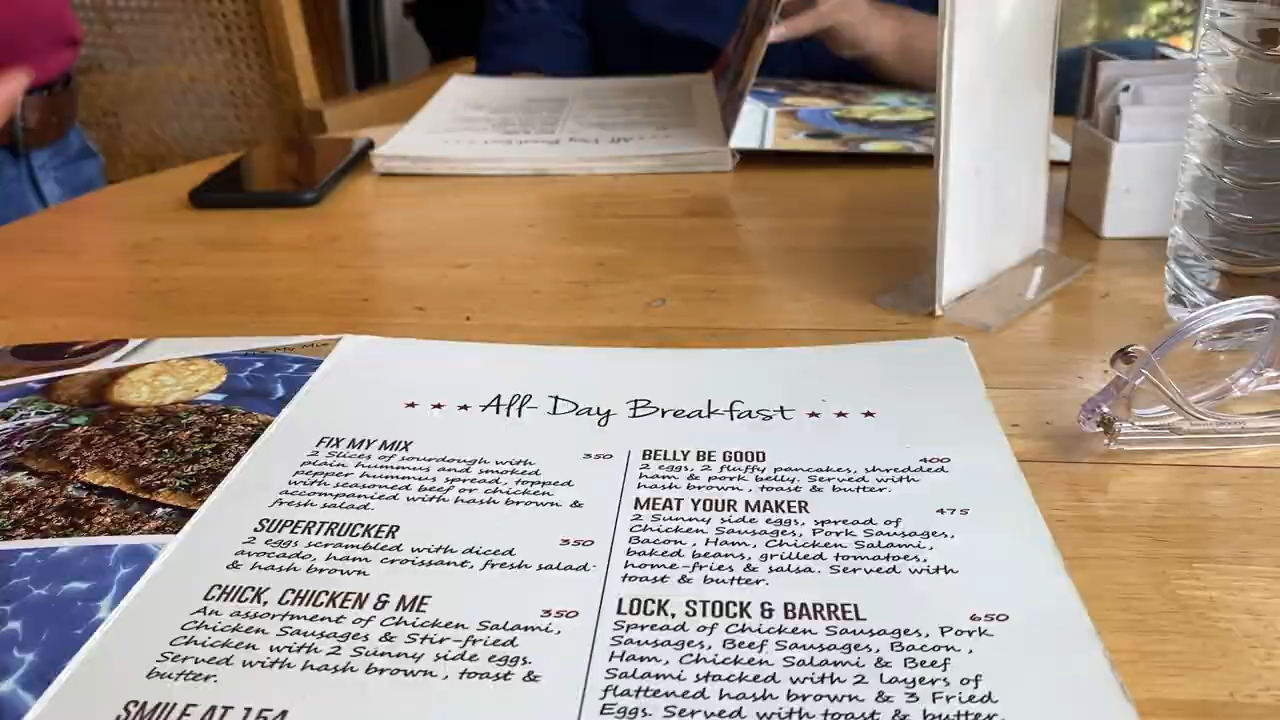 Fix My Mix
★ ★ ★ All-Day Breakfast ★ ★ ★
FIX MY MIX 350
2 Slices of sourdough with
plain hummus and smoked
pepper hummus spread, topped
with seasoned beef or chicken
accompanied with hash brown &
fresh salad.
SUPERTRUCKER 350
2 eggs scrambled with diced
avocado, ham croissant, fresh salad
& hash brown
CHICK, CHICKEN & ME 350
An assortment of Chicken Salami,
Chicken Sausages & Stir-fried
Chicken with 2 Sunny side eggs.
Served with hash brown, toast &
butter.
SMILE AT 154
BELLY BE GOOD 400
2 eggs, 2 fluffy pancakes, shredded
ham & pork belly. Served with
hash brown, toast & butter.
MEAT YOUR MAKER 475
2 Sunny side eggs, spread of
Chicken Sausages, Pork Sausages,
Bacon, Ham, Chicken Salami,
baked beans, grilled tomatoes,
home-fries & salsa. Served with
toast & butter.
LOCK, STOCK & BARREL 650
Spread of Chicken Sausages, Pork
Sausages, Beef Sausages, Bacon,
Ham, Chicken Salami & Beef
Salami stacked with 2 layers of
flattened hash brown & 3 Fried
Eggs. Served with toast & butter.
All-Day Breakfast